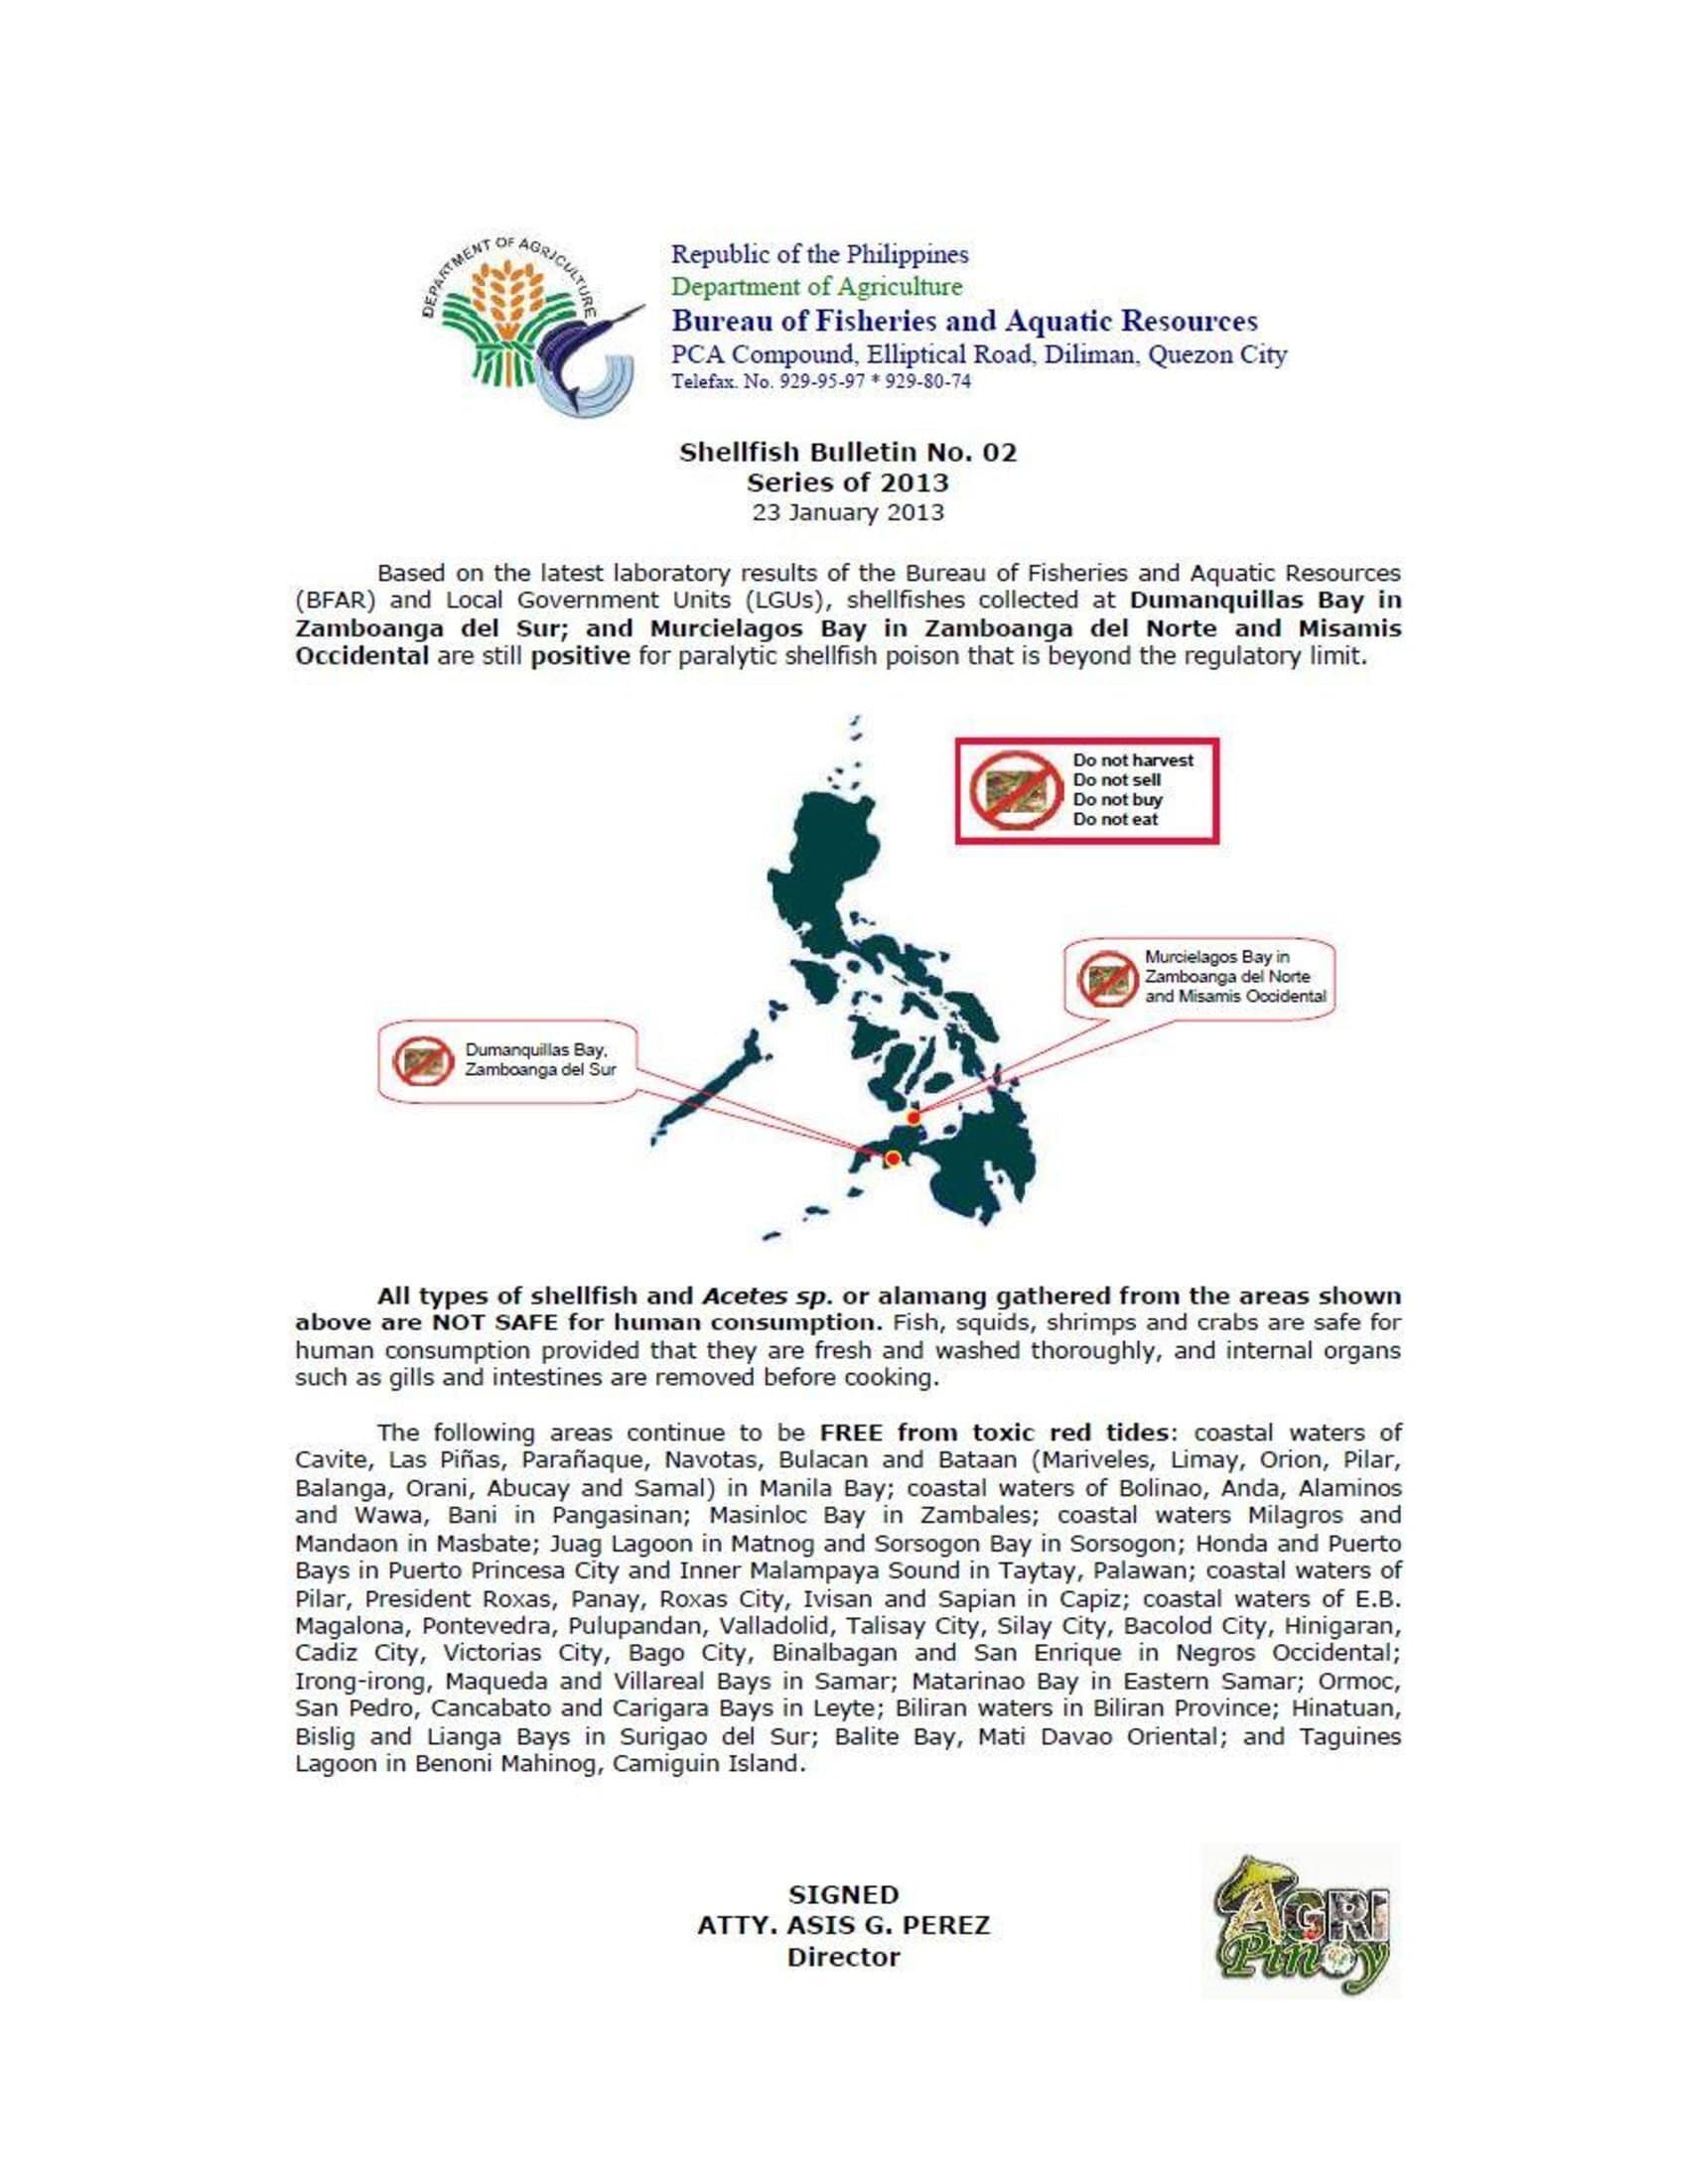 DEPARTMENT OF AGRICULTURE
Republic of the Philippines
Department of Agriculture
Bureau of Fisheries and Aquatic Resources
PCA Compound, Elliptical Road, Diliman, Quezon City
Telefax. No. 929-95-97 * 929-80-74
Shellfish Bulletin No. 02
Series of 2013
23 January 2013
Based on the latest laboratory results of the Bureau of Fisheries and Aquatic Resources
(BFAR) and Local Government Units (LGUs), shellfishes collected at Dumanquillas Bay in
Zamboanga del Sur; and Murcielagos Bay in Zamboanga del Norte and Misamis
Occidental are still positive for paralytic shellfish poison that is beyond the regulatory limit.
Do not harvest
Do not sell
Do not buy
Do not eat
Murcielagos Bay in
Zamboanga del Norte
and Misamis Occidental
Dumanquillas Bay,
Zamboanga del Sur
All types of shellfish and Acetes sp. or alamang gathered from the areas shown
above are NOT SAFE for human consumption. Fish, squids, shrimps and crabs are safe for
human consumption provided that they are fresh and washed thoroughly, and internal organs
such as gills and intestines are removed before cooking.
The following areas continue to be FREE from toxic red tides: coastal waters of
Cavite, Las Piñas, Parañaque, Navotas, Bulacan and Bataan (Mariveles, Limay, Orion, Pilar,
Balanga, Orani, Abucay and Samal) in Manila Bay; coastal waters of Bolinao, Anda, Alaminos
and Wawa, Bani in Pangasinan; Masinloc Bay in Zambales; coastal waters Milagros and
Mandaon in Masbate; Juag Lagoon in Matnog and Sorsogon Bay in Sorsogon; Honda and Puerto
Bays in Puerto Princesa City and Inner Malampaya Sound in Taytay, Palawan; coastal waters of
Pilar, President Roxas, Panay, Roxas City, Ivisan and Sapian in Capiz; coastal waters of E.B.
Magalona, Pontevedra, Pulupandan, Valladolid, Talisay City, Silay City, Bacolod City, Hinigaran,
Cadiz City, Victorias City, Bago City, Binalbagan and San Enrique in Negros Occidental;
Irong-irong, Maqueda and Villareal Bays in Samar; Matarinao Bay in Eastern Samar; Ormoc,
San Pedro, Cancabato and Carigara Bays in Leyte; Biliran waters in Biliran Province; Hinatuan,
Bislig and Lianga Bays in Surigao del Sur; Balite Bay, Mati Davao Oriental; and Taguines
Lagoon in Benoni Mahinog, Camiguin Island.
SIGNED
ATTY. ASIS G. PEREZ
Director
AGRI
Pinoy